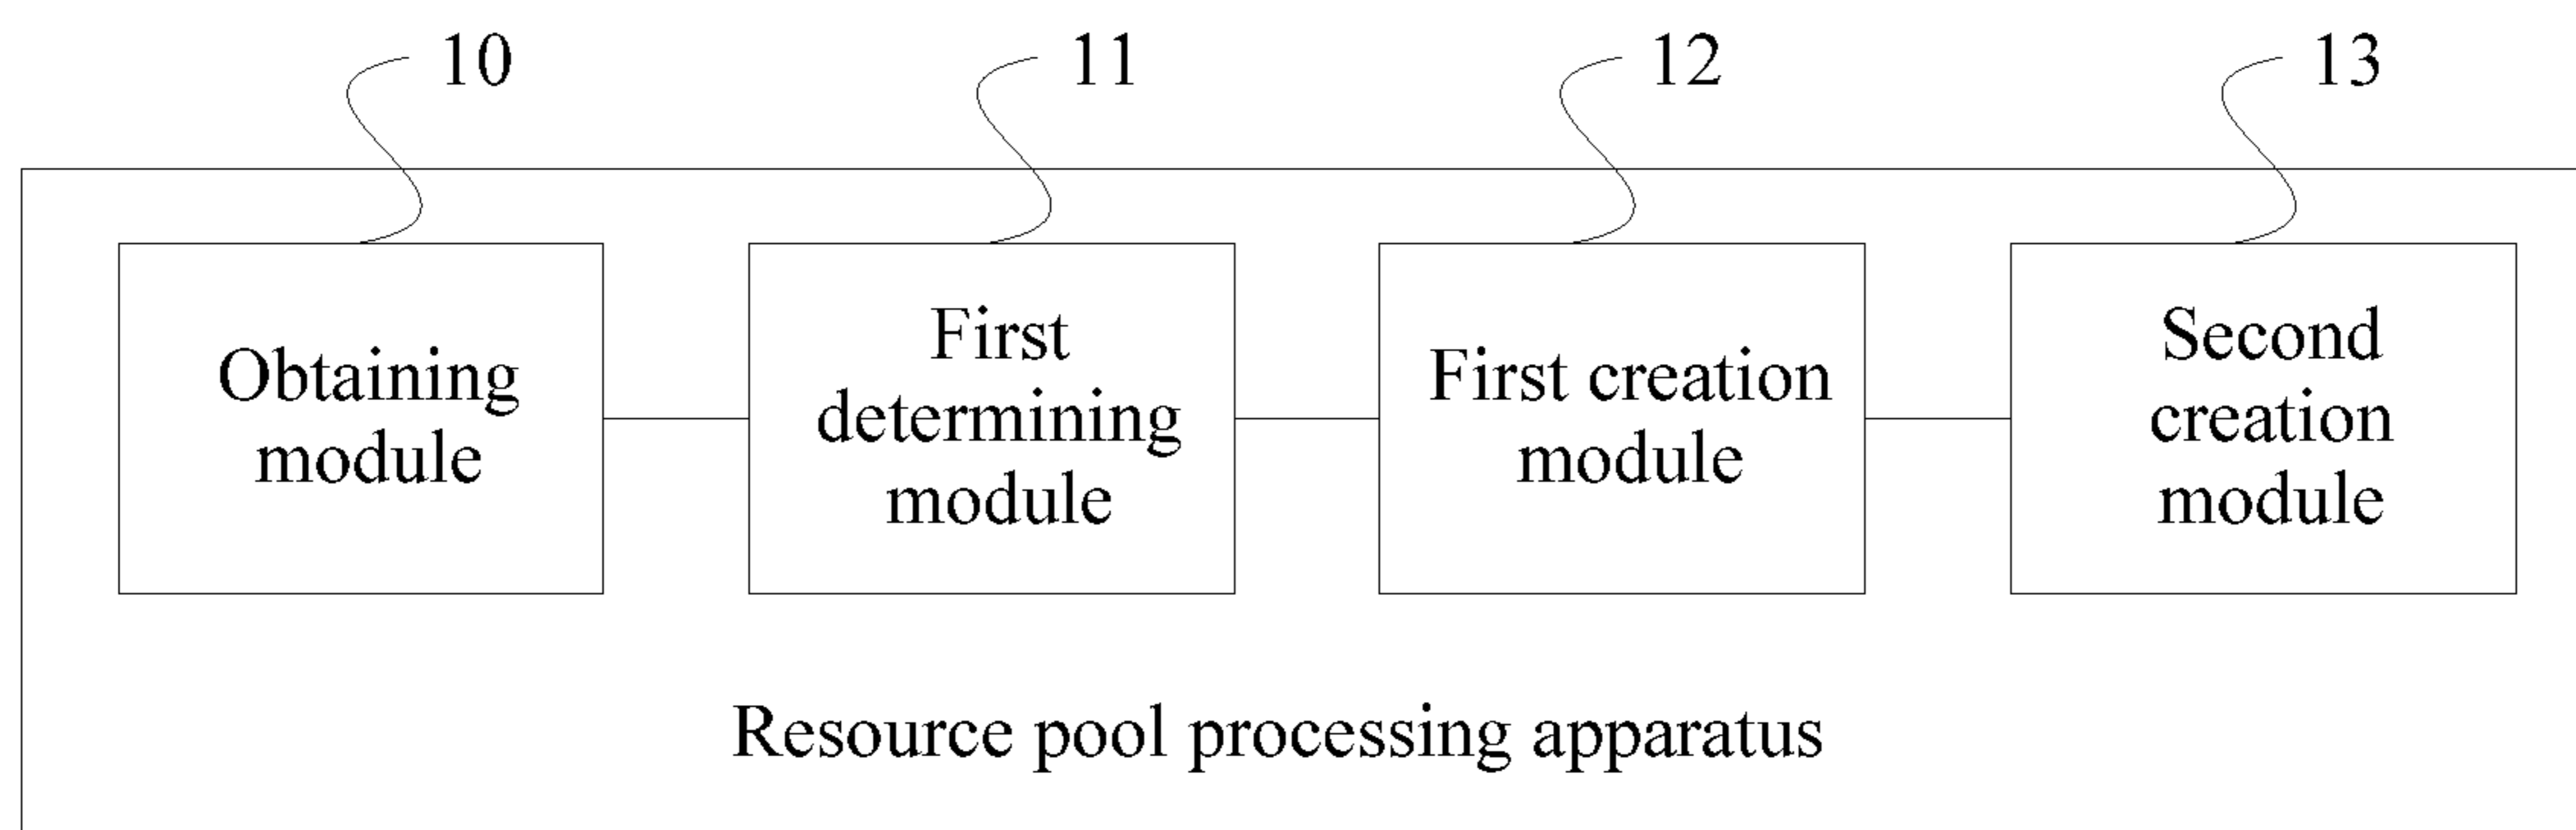 10
11
12
13
Obtaining
module
First
determining
module
First creation
module
Second
creation
module
Resource pool processing apparatus